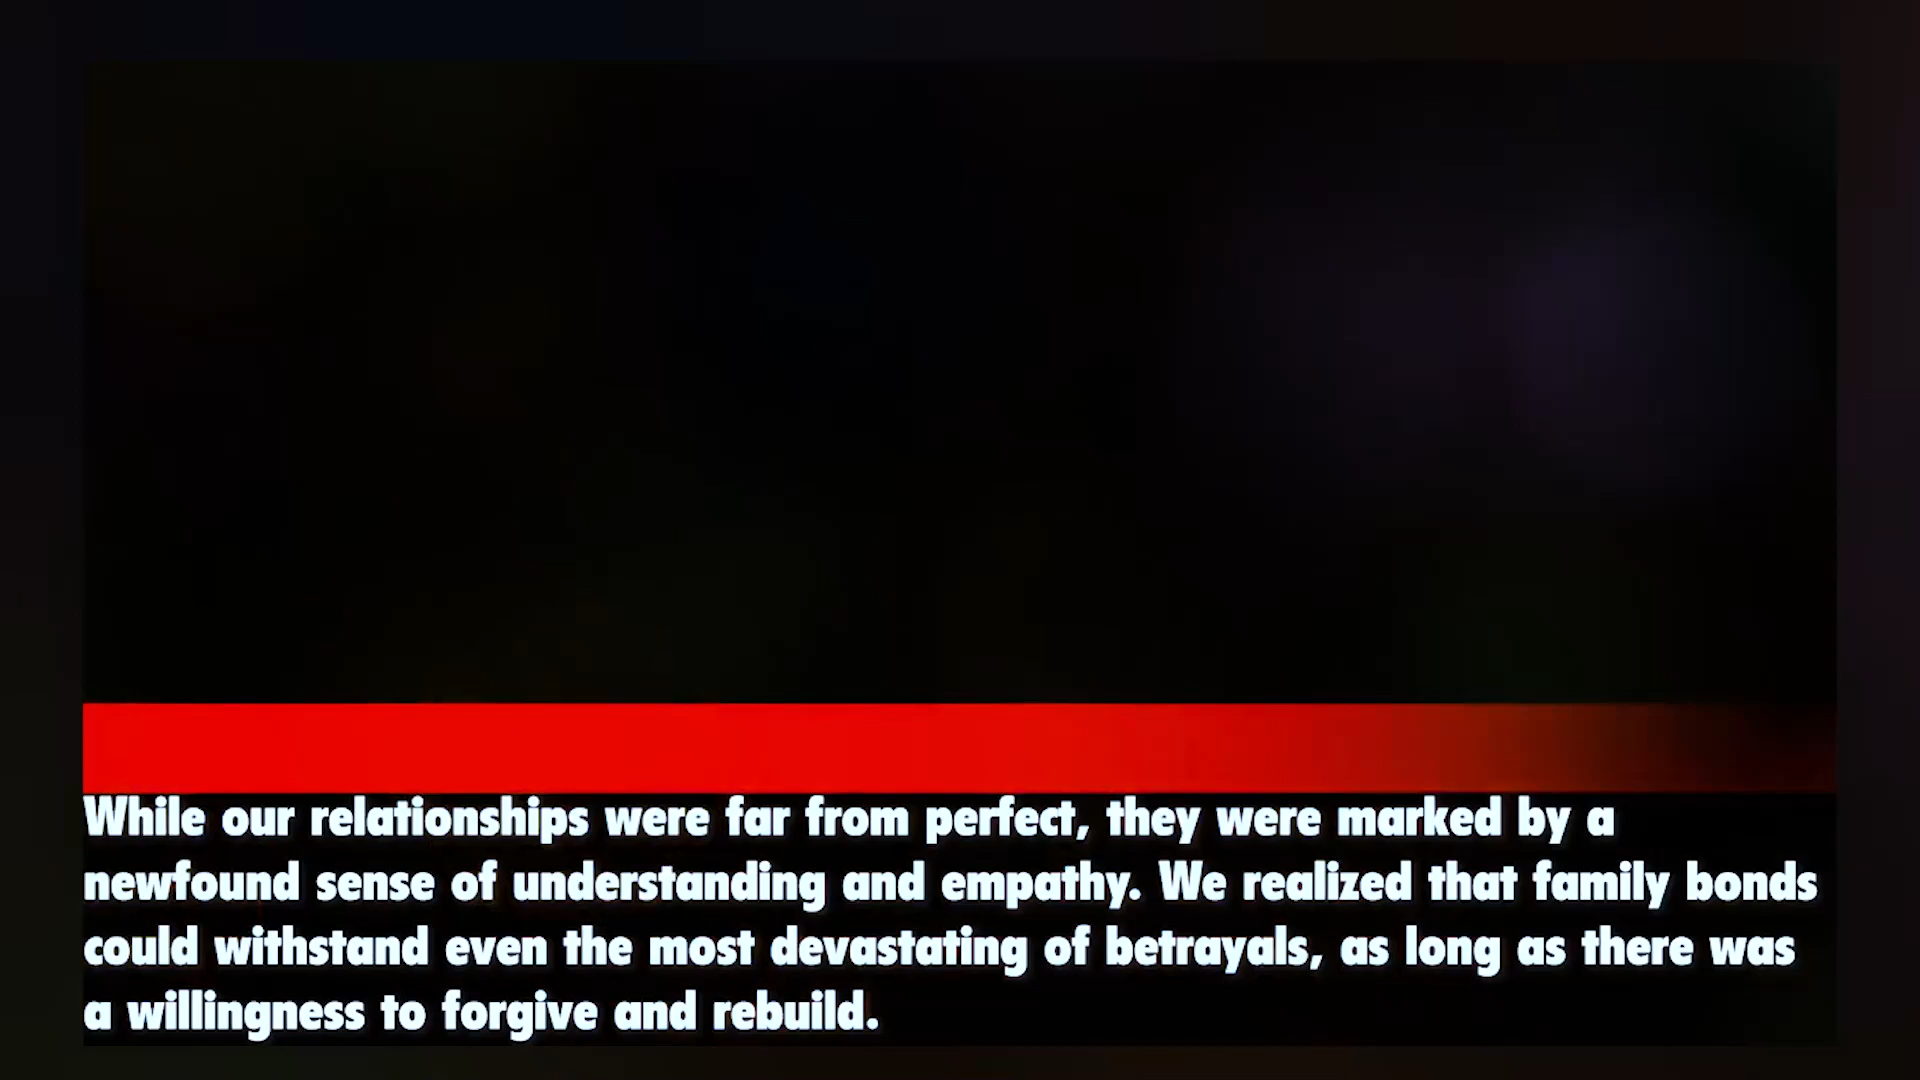 While our relationships were far from perfect, they were marked by a
newfound sense of understanding and empathy. We realized that family bonds
could withstand even the most devastating of betrayals, as long as there was
a willingness to forgive and rebuild.